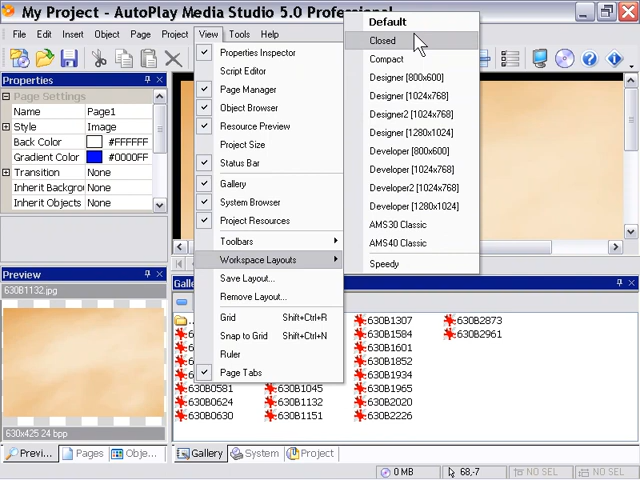 My Project - AutoPlay Media Studio 5.0 Professional
File Edit Insert Object Page Project View Tools Help
Properties
Page Settings
Name Page1
Style Image
Back Color #FFFFFF
Gradient Color #0000FF
Transition None
Inherit Backgrou None
Inherit Objects None
Preview
630B1132.jpg
630x425 24 bpp
Previ... Pages Obje...
Properties Inspector
Script Editor
Page Manager
Object Browser
Resource Preview
Project Size
Status Bar
Gallery
System Browser
Project Resources
Toolbars
Workspace Layouts
Save Layout...
Remove Layout...
Grid Shift+Ctrl+R
Snap to Grid Shift+Ctrl+N
Ruler
Page Tabs
Default
Closed
Compact
Designer [800x600]
Designer [1024x768]
Designer2 [1024x768]
Designer [1280x1024]
Developer [800x600]
Developer [1024x768]
Developer2 [1024x768]
Developer [1280x1024]
AMS30 Classic
AMS40 Classic
Speedy
..
630B1307 630B2873
630B1584 630B2961
630B1601
630B1852
630B1934
630B0581 630B1045 630B1965
630B0624 630B1132 630B2020
630B0630 630B1151 630B2226
Gallery System Project
0 MB 68,-7 NO SEL NO SEL